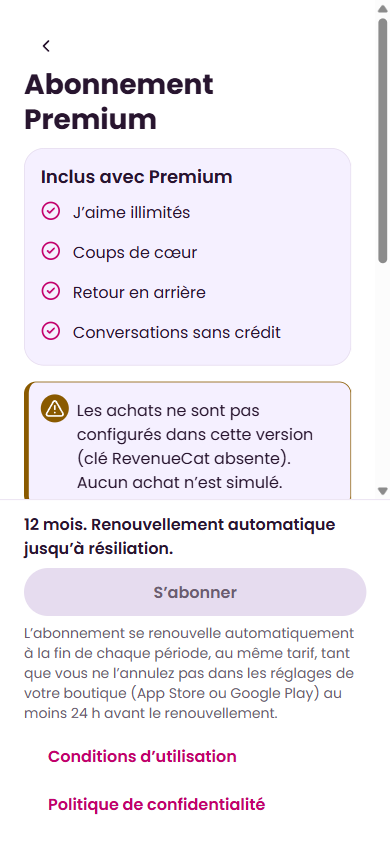 Abonnement
Premium
Inclus avec Premium
J’aime illimités
Coups de cœur
Retour en arrière
Conversations sans crédit
Les achats ne sont pas
configurés dans cette version
(clé RevenueCat absente).
Aucun achat n’est simulé.
12 mois. Renouvellement automatique
jusqu’à résiliation.
S’abonner
L’abonnement se renouvelle automatiquement
à la fin de chaque période, au même tarif, tant
que vous ne l’annulez pas dans les réglages de
votre boutique (App Store ou Google Play) au
moins 24 h avant le renouvellement.
Conditions d’utilisation
Politique de confidentialité